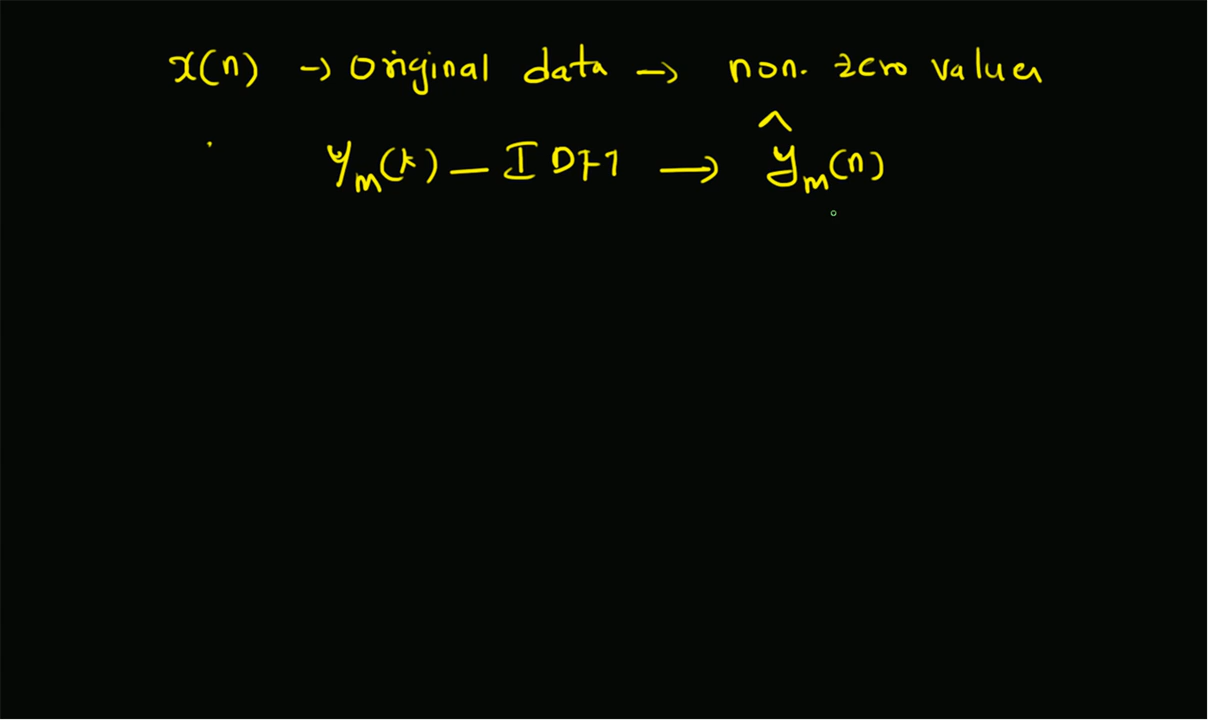 x(n) → original data → non-zero values
Yₘ(k) — IDFT → ŷₘ(n)